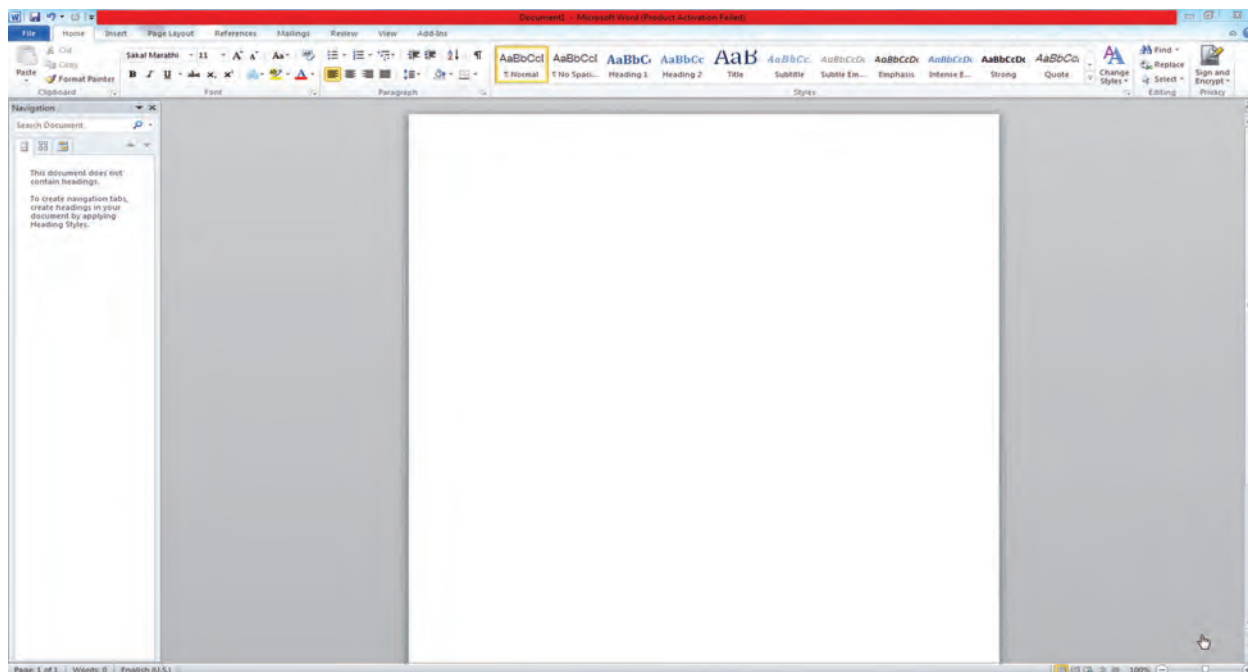 Document1 - Microsoft Word (Product Activation Failed)
File Home Insert Page Layout References Mailings Review View Add-Ins
Paste
Cut
Copy
Format Painter
Clipboard
Sakal Marathi 11
Font
Paragraph
AaBbCcI AaBbCcI AaBbC AaBbCc AaB AaBbCc. AaBbCcDc AaBbCcDc AaBbCcDc AaBbCcDc AaBbCc
¶ Normal ¶ No Spaci... Heading 1 Heading 2 Title Subtitle Subtle Em... Emphasis Intense E... Strong Quote
Styles
Change
Styles
Find
Replace
Select
Editing
Sign and
Encrypt
Privacy
Navigation
Search Document
This document does not
contain headings.
To create navigation tabs,
create headings in your
document by applying
Heading Styles.
Page: 1 of 1 Words: 0 English (U.S.) 100%